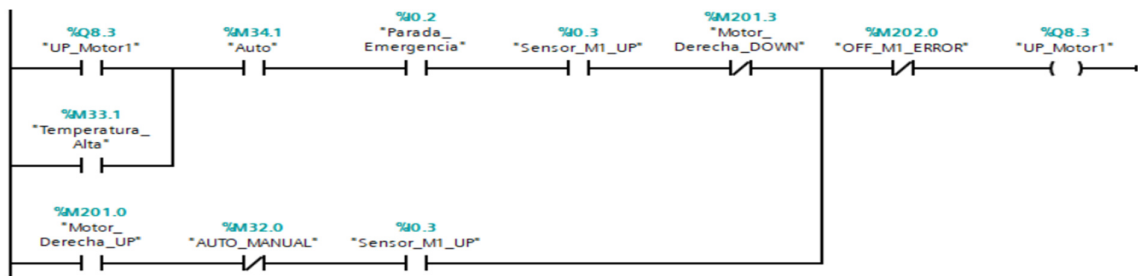 %Q8.3
"UP_Motor1"
%M34.1
"Auto"
%I0.2
"Parada_
Emergencia"
%I0.3
"Sensor_M1_UP"
%M201.3
"Motor_
Derecha_DOWN"
%M202.0
"OFF_M1_ERROR"
%Q8.3
"UP_Motor1"
%M33.1
"Temperatura_
Alta"
%M201.0
"Motor_
Derecha_UP"
%M32.0
"AUTO_MANUAL"
%I0.3
"Sensor_M1_UP"